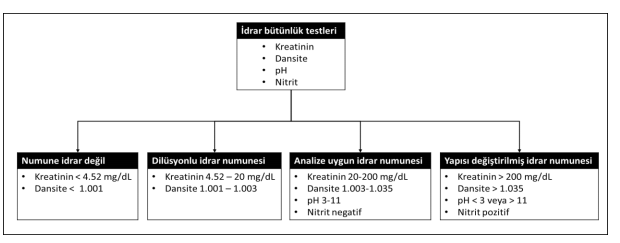 İdrar bütünlük testleri
• Kreatinin
• Dansite
• pH
• Nitrit
Numune idrar değil
• Kreatinin < 4.52 mg/dL
• Dansite < 1.001
Dilüsyonlu idrar numunesi
• Kreatinin 4.52 – 20 mg/dL
• Dansite 1.001 – 1.003
Analize uygun idrar numunesi
• Kreatinin 20-200 mg/dL
• Dansite 1.003-1.035
• pH 3-11
• Nitrit negatif
Yapısı değiştirilmiş idrar numunesi
• Kreatinin > 200 mg/dL
• Dansite > 1.035
• pH < 3 veya > 11
• Nitrit pozitif